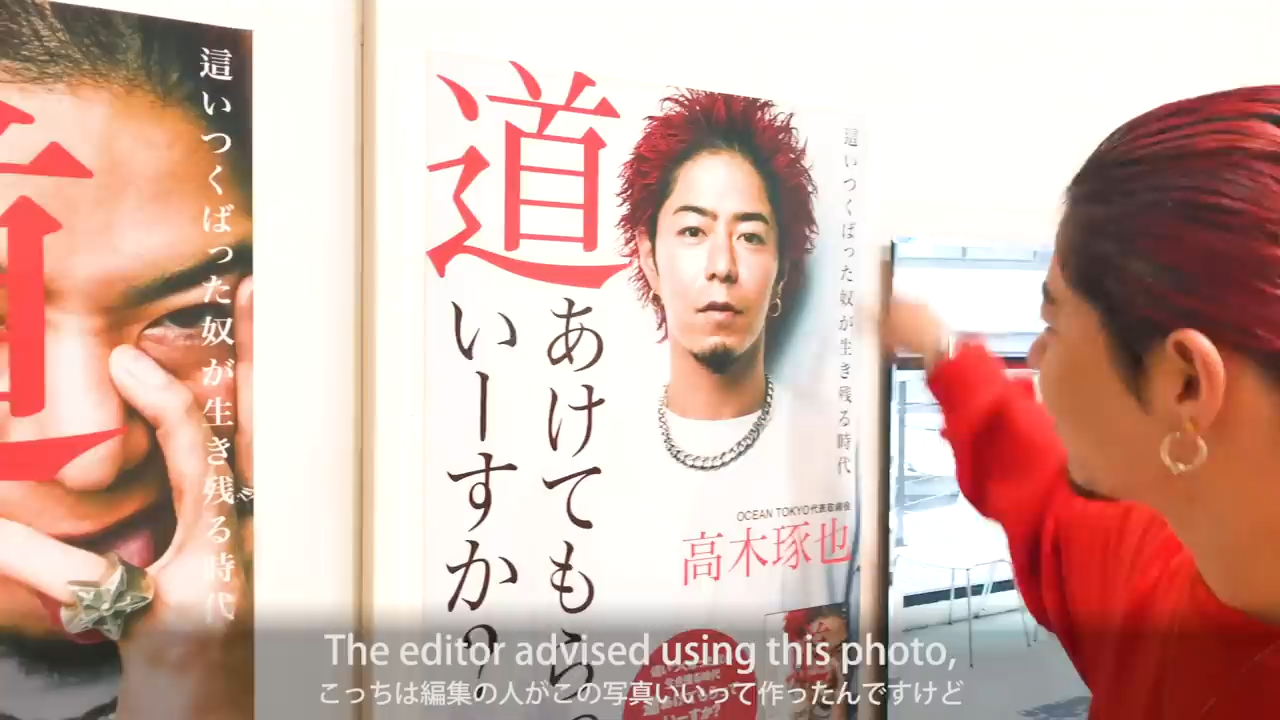 這いつくばった奴が生き残る時代
道
あけてもらって
いーすか?
這いつくばった奴が生き残る時代
OCEAN TOKYO代表取締役
高木琢也
The editor advised using this photo,
こっちは編集の人がこの写真いいって作ったんですけど